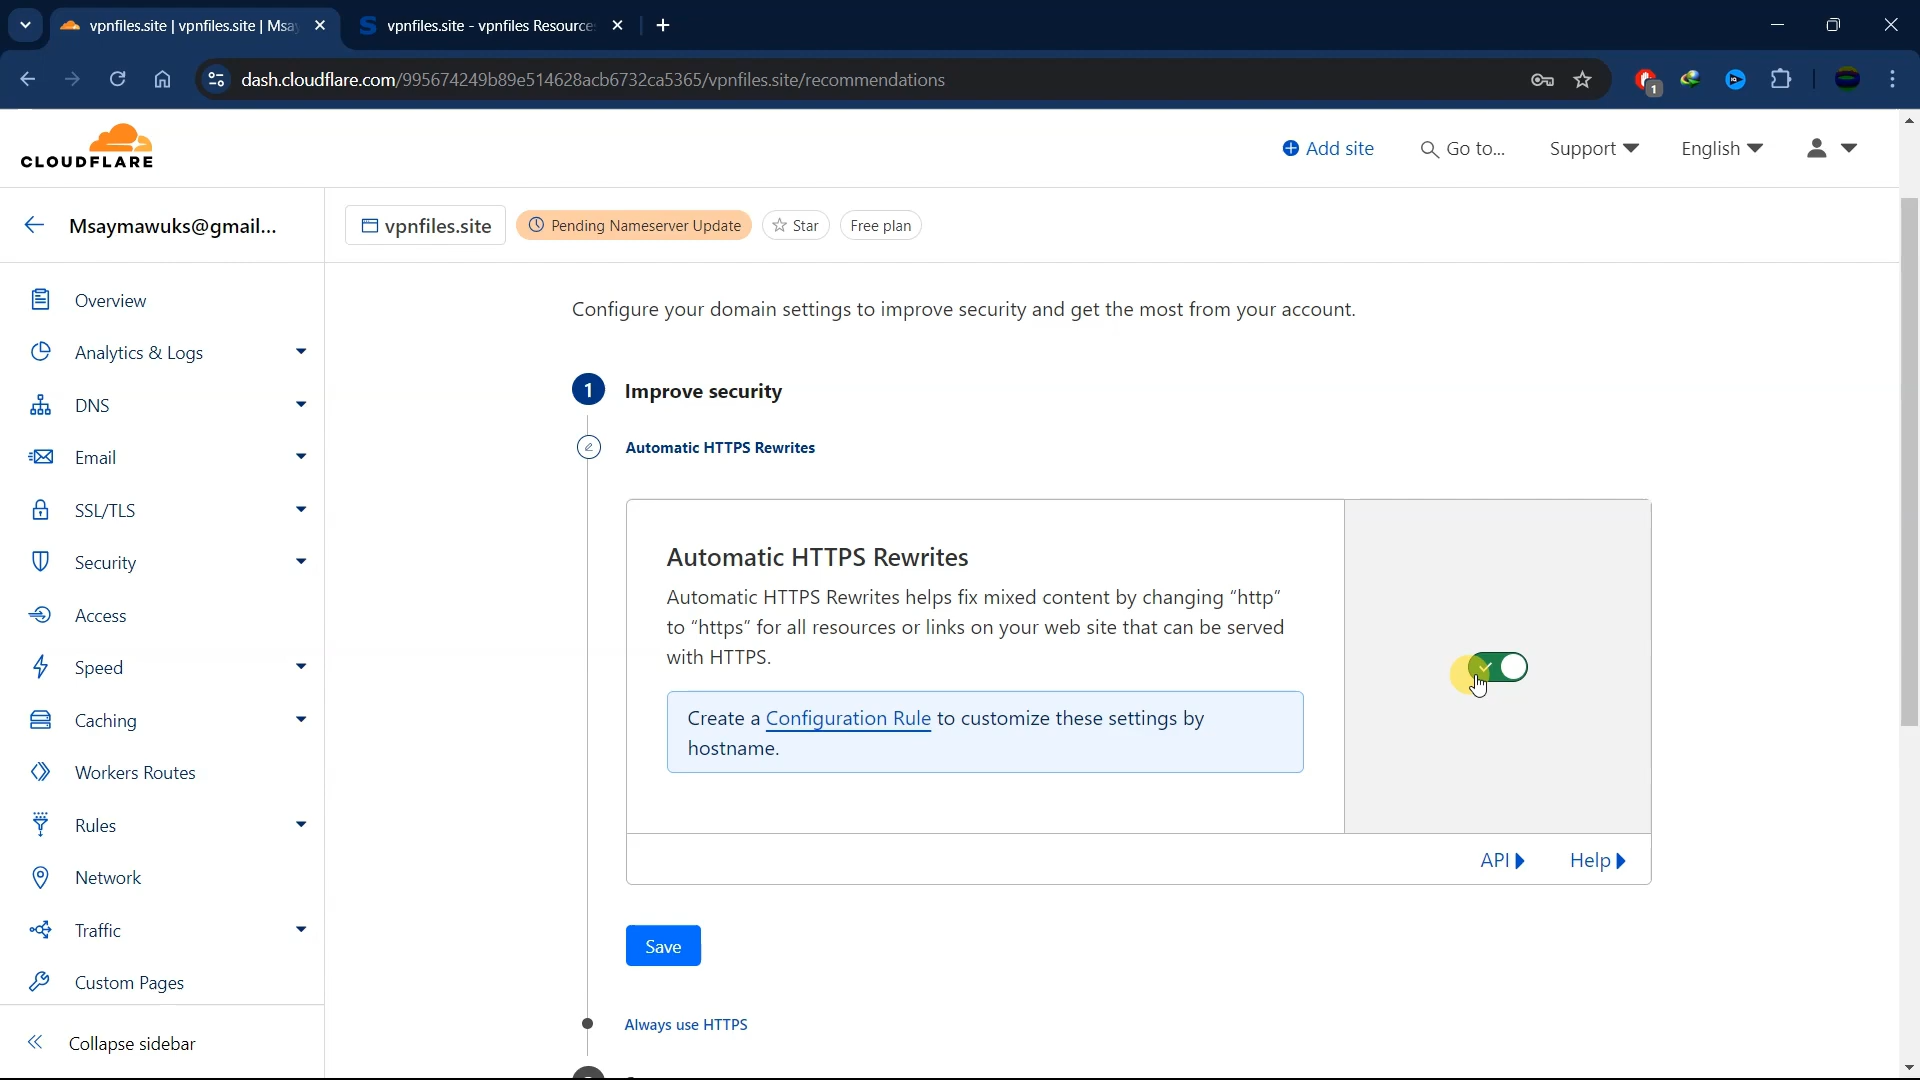 vpnfiles.site | vpnfiles.site | Msay
vpnfiles.site - vpnfiles Resource
dash.cloudflare.com/995674249b89e514628acb6732ca5365/vpnfiles.site/recommendations
1
CLOUDFLARE
Add site
Go to...
Support
English
Msaymawuks@gmail...
vpnfiles.site
Pending Nameserver Update
Star
Free plan
Overview
Analytics & Logs
DNS
Email
SSL/TLS
Security
Access
Speed
Caching
Workers Routes
Rules
Network
Traffic
Custom Pages
Collapse sidebar
Configure your domain settings to improve security and get the most from your account.
1 Improve security
Automatic HTTPS Rewrites
Automatic HTTPS Rewrites
Automatic HTTPS Rewrites helps fix mixed content by changing “http”
to “https” for all resources or links on your web site that can be served
with HTTPS.
Create a Configuration Rule to customize these settings by
hostname.
API
Help
Save
Always use HTTPS